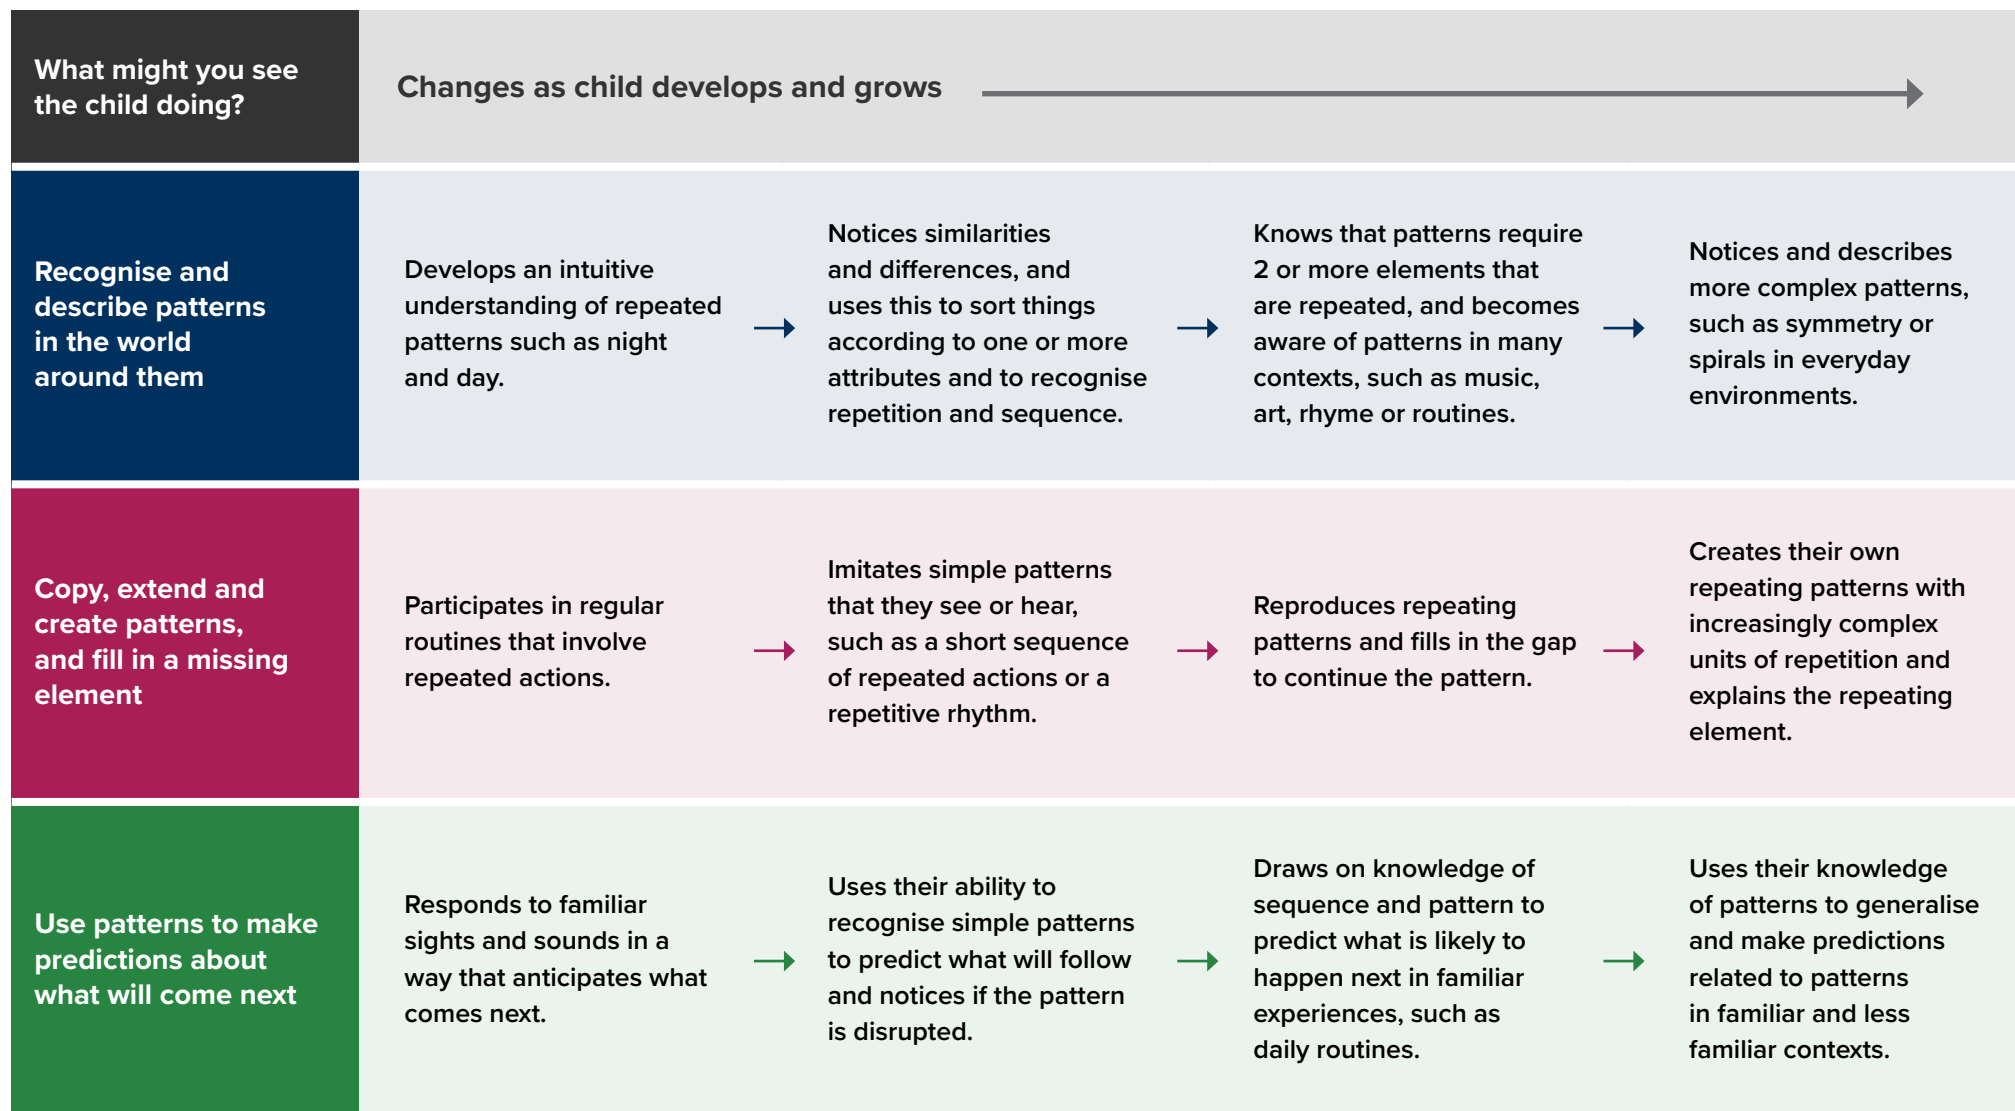 What might you see
the child doing?
Changes as child develops and grows
Recognise and
describe patterns
in the world
around them
Develops an intuitive
understanding of repeated
patterns such as night
and day.
Notices similarities
and differences, and
uses this to sort things
according to one or more
attributes and to recognise
repetition and sequence.
Knows that patterns require
2 or more elements that
are repeated, and becomes
aware of patterns in many
contexts, such as music,
art, rhyme or routines.
Notices and describes
more complex patterns,
such as symmetry or
spirals in everyday
environments.
Copy, extend and
create patterns,
and fill in a missing
element
Participates in regular
routines that involve
repeated actions.
Imitates simple patterns
that they see or hear,
such as a short sequence
of repeated actions or a
repetitive rhythm.
Reproduces repeating
patterns and fills in the gap
to continue the pattern.
Creates their own
repeating patterns with
increasingly complex
units of repetition and
explains the repeating
element.
Use patterns to make
predictions about
what will come next
Responds to familiar
sights and sounds in a
way that anticipates what
comes next.
Uses their ability to
recognise simple patterns
to predict what will follow
and notices if the pattern
is disrupted.
Draws on knowledge of
sequence and pattern to
predict what is likely to
happen next in familiar
experiences, such as
daily routines.
Uses their knowledge
of patterns to generalise
and make predictions
related to patterns
in familiar and less
familiar contexts.